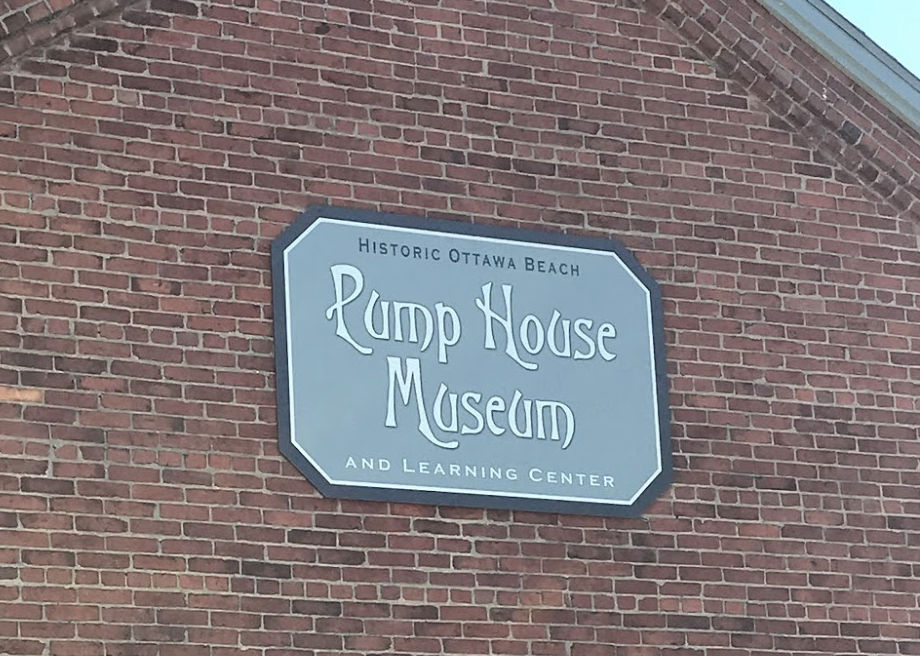 Historic Ottawa Beach
Pump House
Museum
and Learning Center